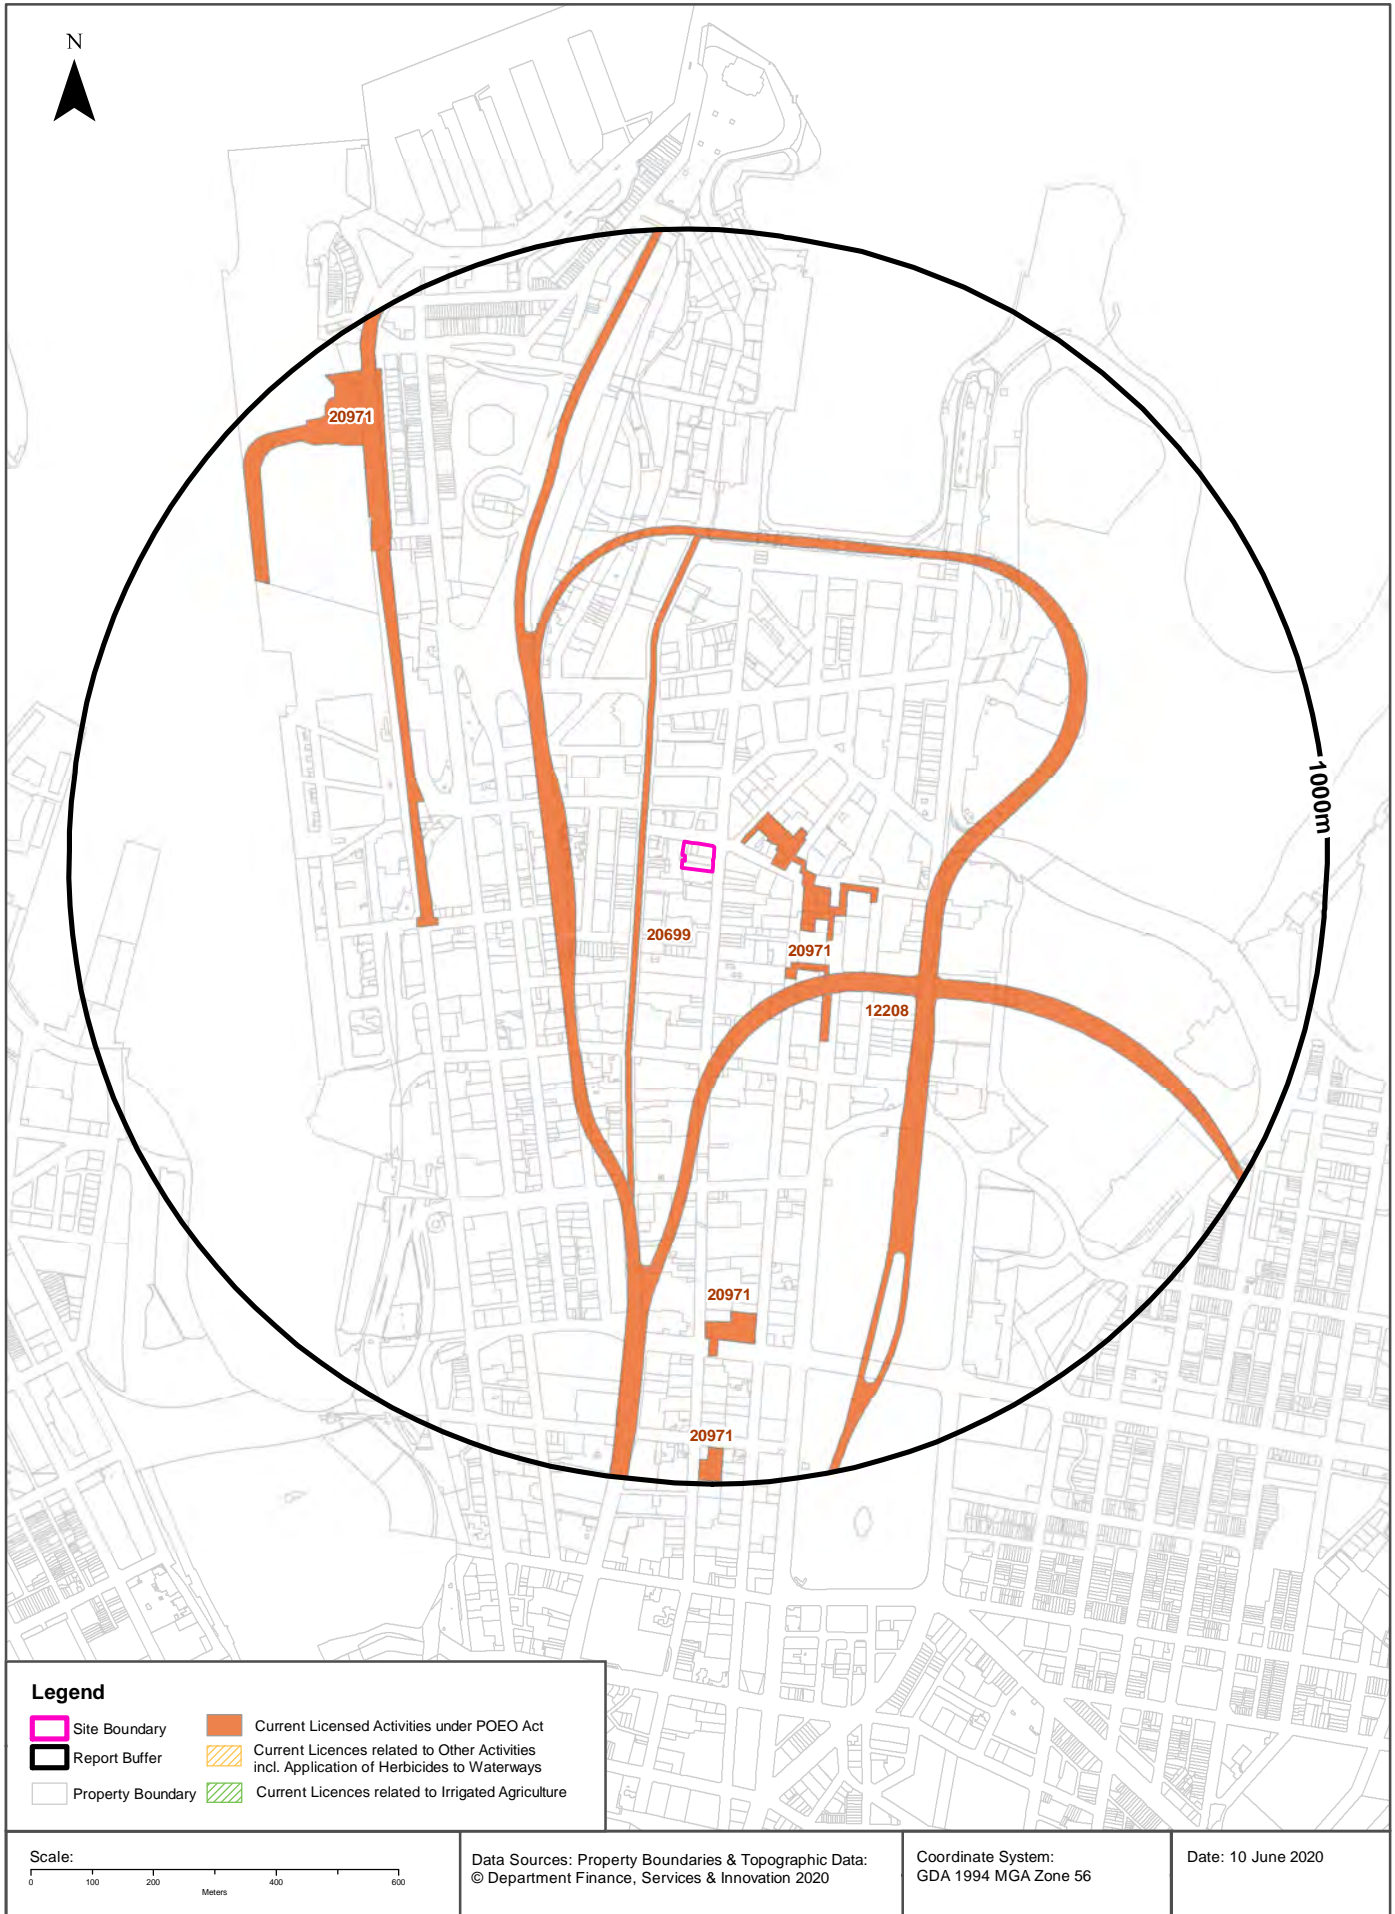 N
1000m
20971
20699
20971
12208
20971
20971
Legend
Site Boundary
Report Buffer
Property Boundary
Current Licensed Activities under POEO Act
Current Licences related to Other Activities
incl. Application of Herbicides to Waterways
Current Licences related to Irrigated Agriculture
Scale:
0 100 200 400 600
Meters
Data Sources: Property Boundaries & Topographic Data:
© Department Finance, Services & Innovation 2020
Coordinate System:
GDA 1994 MGA Zone 56
Date: 10 June 2020